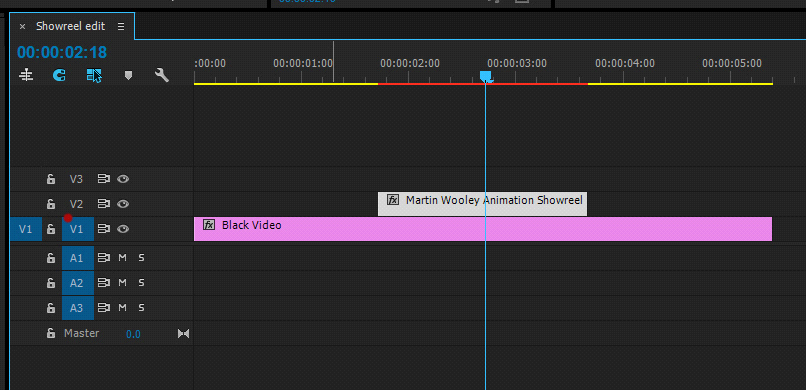 × Showreel edit ☰
00:00:02:18
:00:00 00:00:01:00 00:00:02:00 00:00:03:00 00:00:04:00 00:00:05:00
V3
V2 fx Martin Wooley Animation Showreel
V1 V1 fx Black Video
A1 M S
A2 M S
A3 M S
Master 0.0